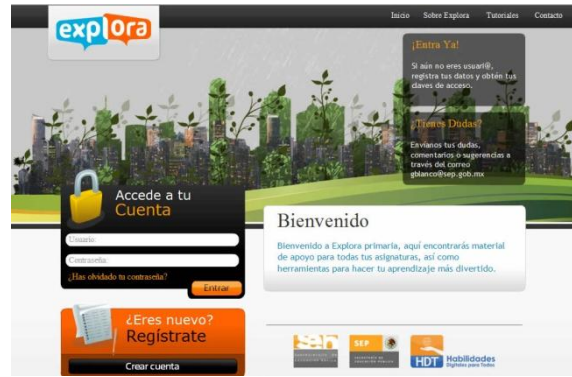 explora
Inicio Sobre Explora Tutoriales Contacto
¡Entra Ya!
Si aún no eres usuari@,
registra tus datos y obtén tus
claves de acceso.
¿Tienes Dudas?
Envíanos tus dudas,
comentarios o sugerencias a
través del correo
gblanco@sep.gob.mx
Accede a tu
Cuenta
Usuario:
Contraseña:
¿Has olvidado tu contraseña?
Entrar
Bienvenido
Bienvenido a Explora primaria, aquí encontrarás material
de apoyo para todas tus asignaturas, así como
herramientas para hacer tu aprendizaje más divertido.
¿Eres nuevo?
Regístrate
Crear cuenta
SEP
SECRETARÍA DE
EDUCACIÓN PÚBLICA
HDT
Habilidades
Digitales para Todos